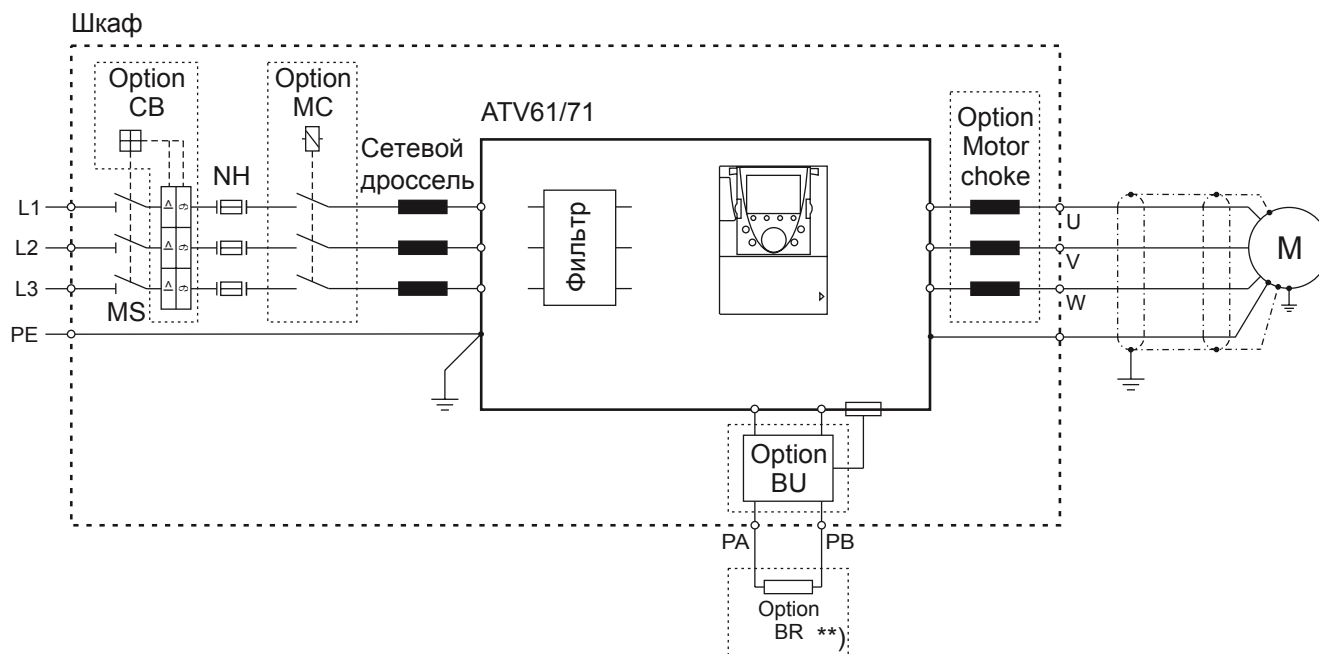 Шкаф
Option
CB
Option
MC
ATV61/71
Option
Motor
choke
Сетевой
дроссель
NH
L1
L2
L3
MS
PE
Фильтр
U
V
W
M
Option
BU
PA
PB
Option
BR **)